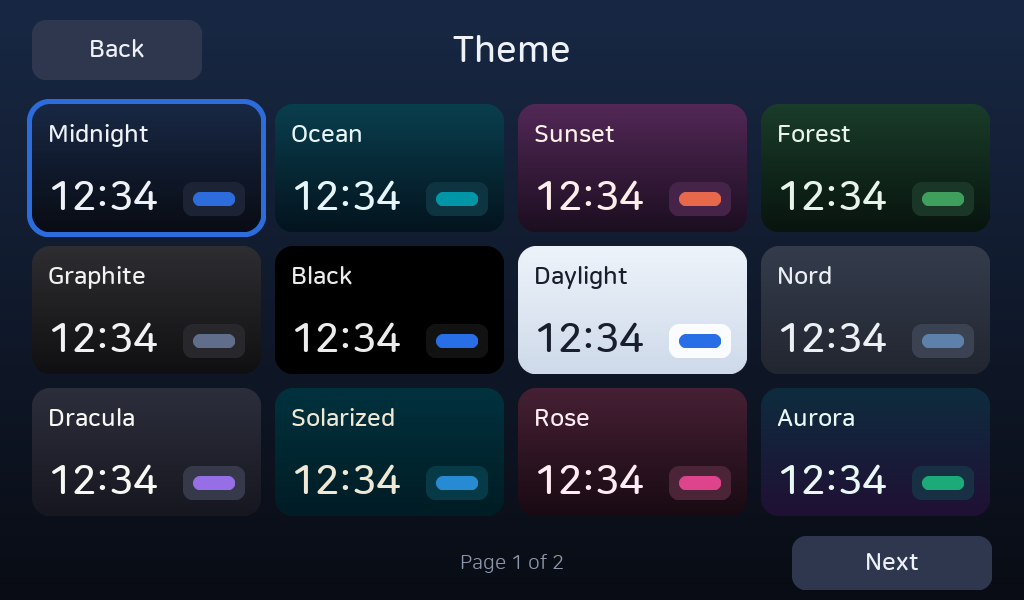 Back
Theme
Midnight
12:34
Ocean
12:34
Sunset
12:34
Forest
12:34
Graphite
12:34
Black
12:34
Daylight
12:34
Nord
12:34
Dracula
12:34
Solarized
12:34
Rose
12:34
Aurora
12:34
Page 1 of 2
Next